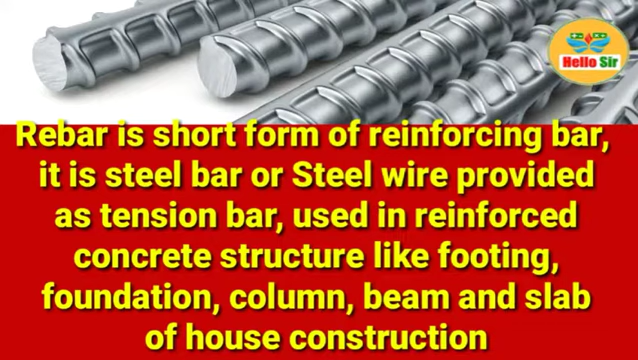 Hello Sir
Rebar is short form of reinforcing bar,
it is steel bar or Steel wire provided
as tension bar, used in reinforced
concrete structure like footing,
foundation, column, beam and slab
of house construction